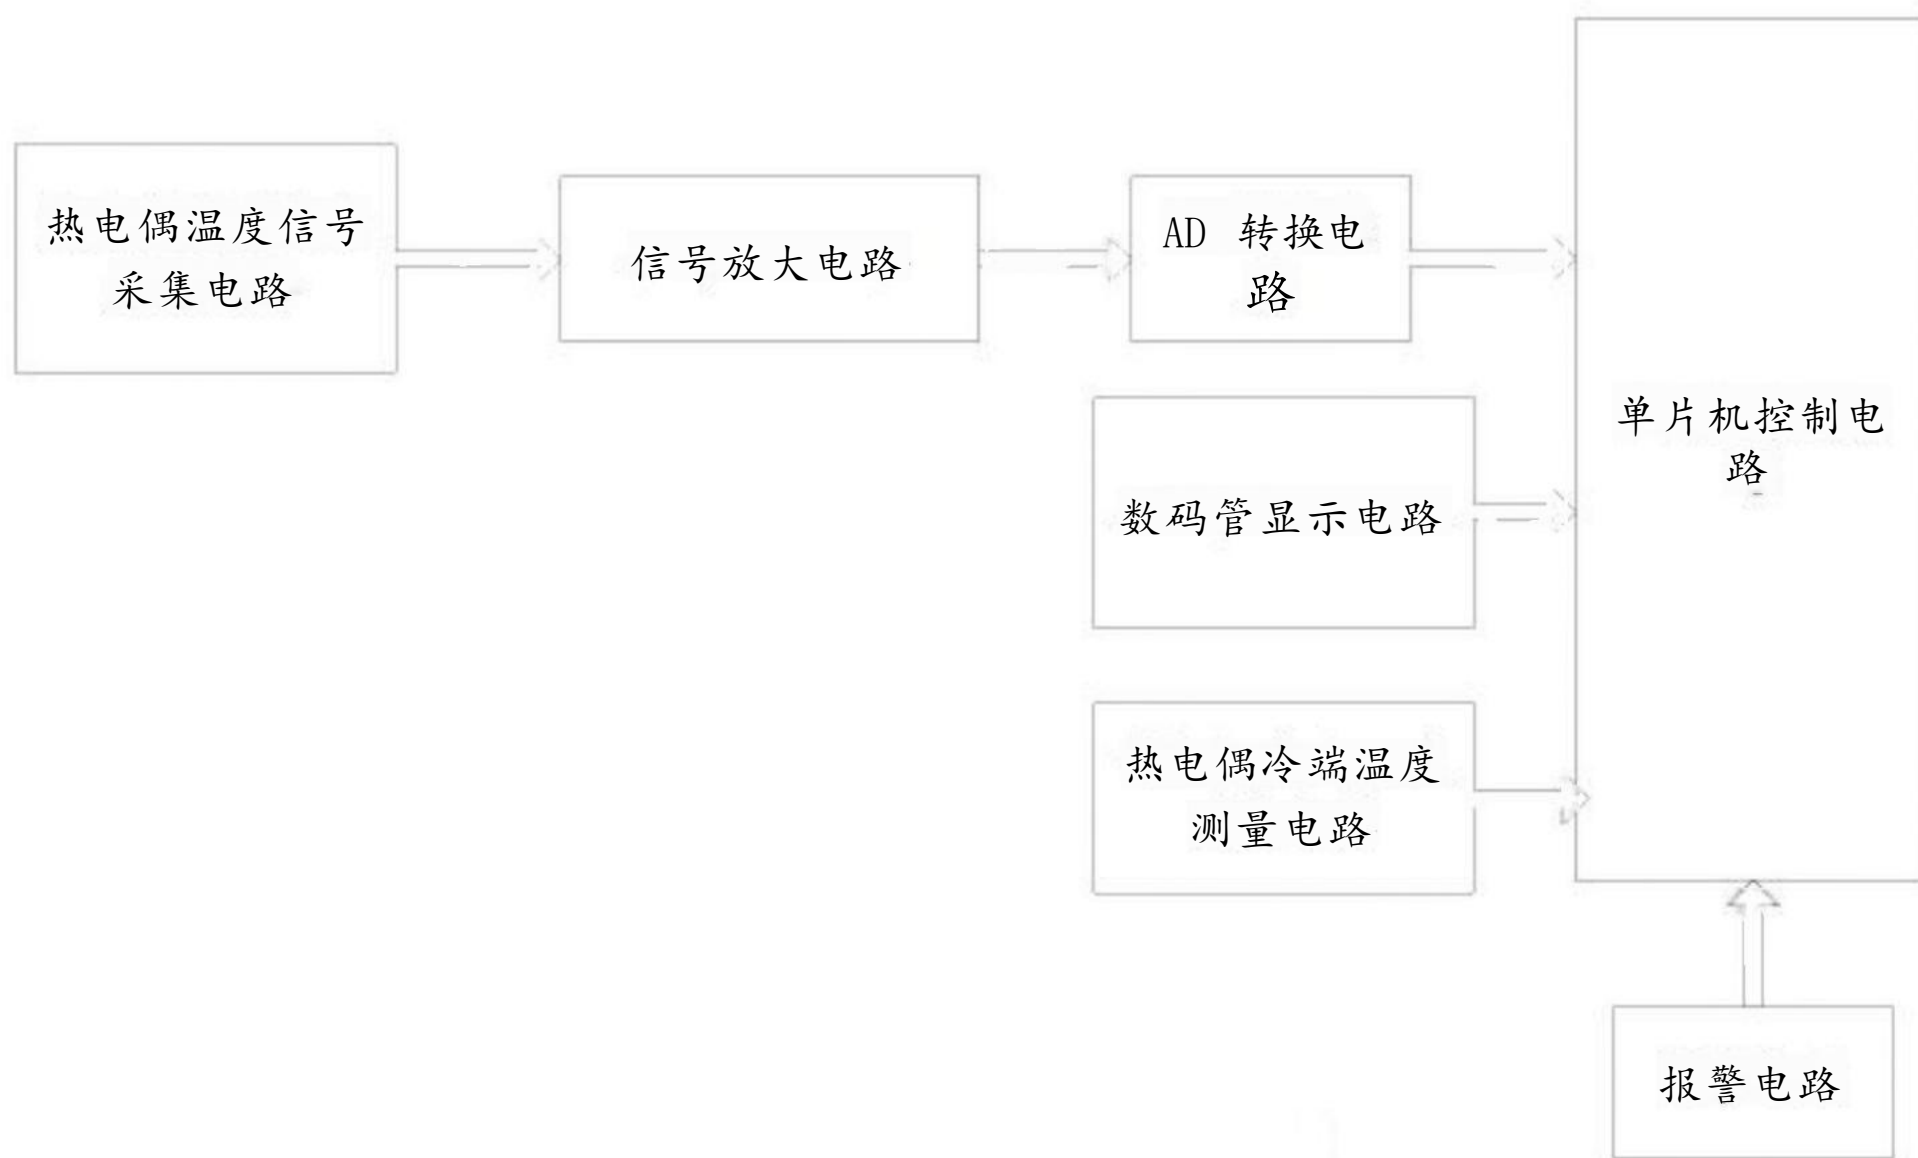 热电偶温度信号
采集电路
信号放大电路
AD 转换电
路
单片机控制电
路
数码管显示电路
热电偶冷端温度
测量电路
报警电路